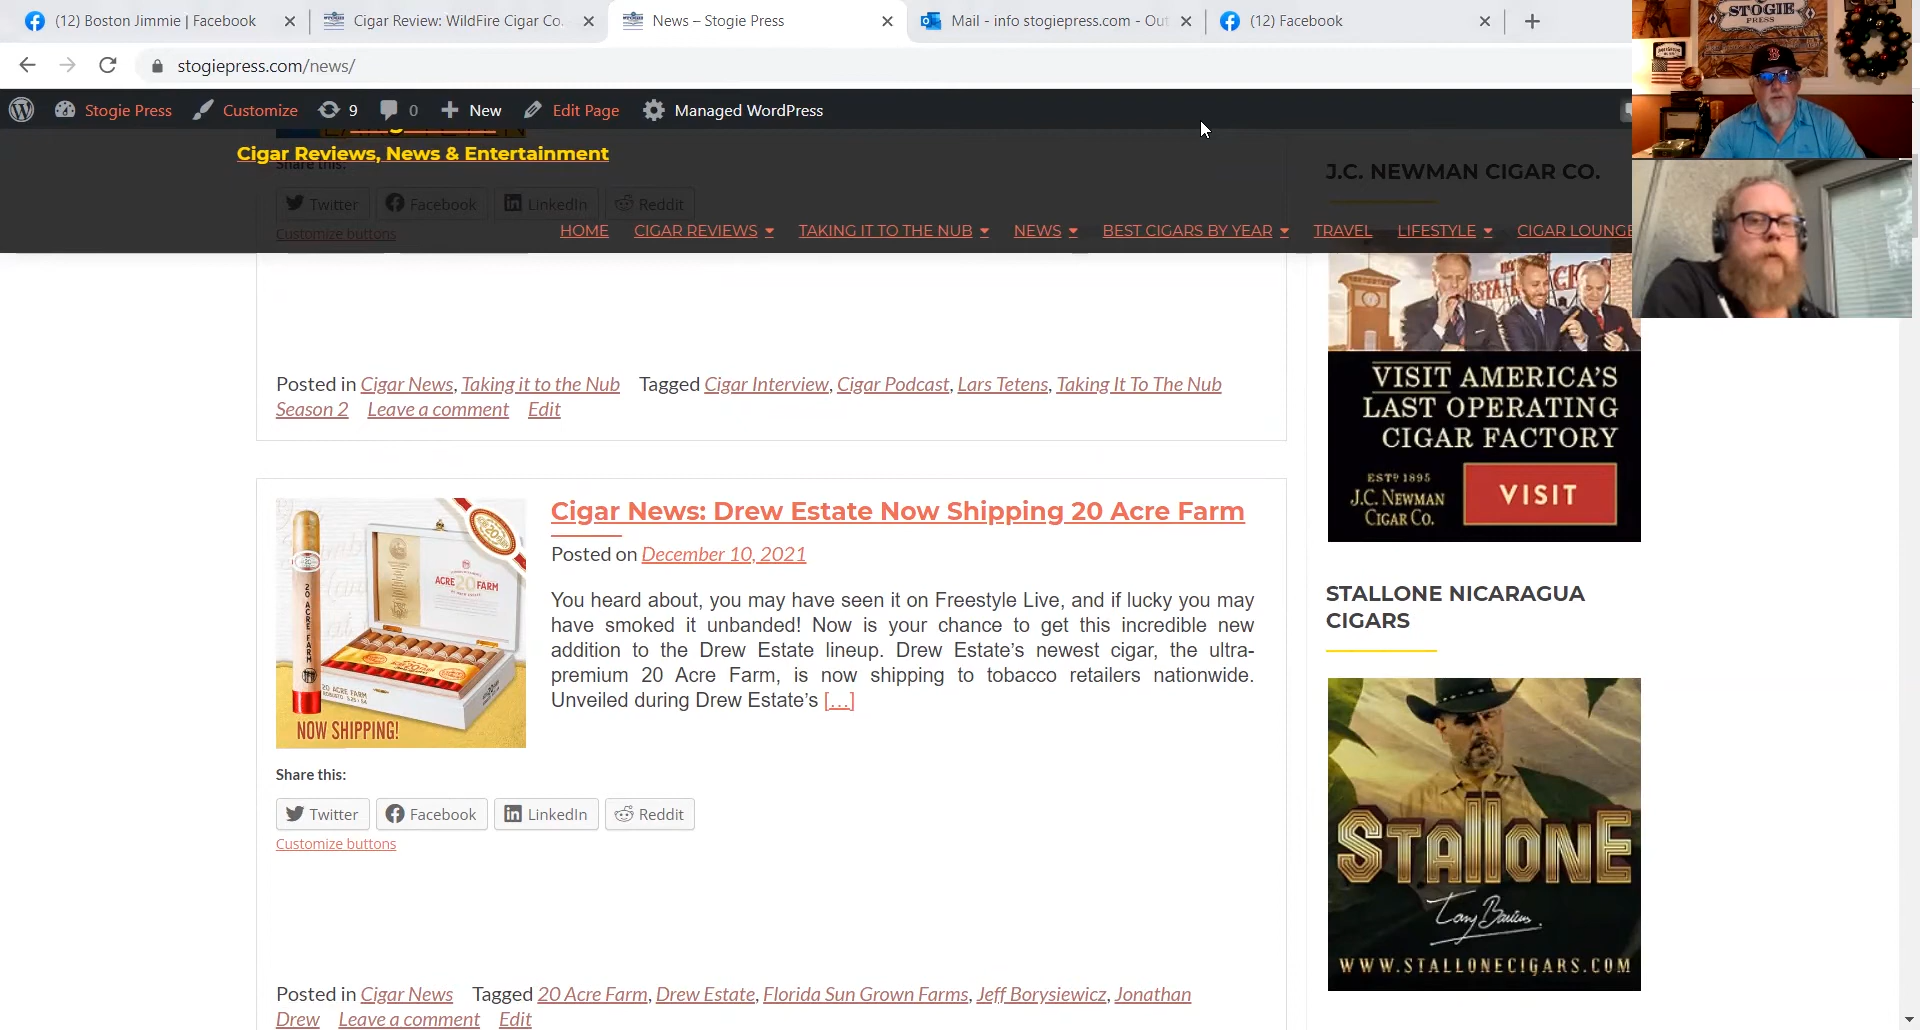 (12) Boston Jimmie | Facebook
Cigar Review: WildFire Cigar Co.
News – Stogie Press
Mail - info stogiepress.com - Out
(12) Facebook
stogiepress.com/news/
Stogie Press
Customize
9
0
New
Edit Page
Managed WordPress
STOGIE
PRESS
Cigar Reviews, News & Entertainment
Share this:
Twitter
Facebook
LinkedIn
Reddit
Customize buttons
HOME
CIGAR REVIEWS
TAKING IT TO THE NUB
NEWS
BEST CIGARS BY YEAR
TRAVEL
LIFESTYLE
CIGAR LOUNGE
J.C. NEWMAN CIGAR CO.
VISIT AMERICA'S
LAST OPERATING
CIGAR FACTORY
ESTD 1895
J.C. NEWMAN
CIGAR CO.
VISIT
Posted in Cigar News, Taking it to the Nub Tagged Cigar Interview, Cigar Podcast, Lars Tetens, Taking It To The Nub
Season 2 Leave a comment Edit
Cigar News: Drew Estate Now Shipping 20 Acre Farm
Posted on December 10, 2021
You heard about, you may have seen it on Freestyle Live, and if lucky you may
have smoked it unbanded! Now is your chance to get this incredible new
addition to the Drew Estate lineup. Drew Estate's newest cigar, the ultra-
premium 20 Acre Farm, is now shipping to tobacco retailers nationwide.
Unveiled during Drew Estate's […]
20 ACRE FARM
ACRE 20 FARM
20 ACRE FARM
NOW SHIPPING!
Share this:
Twitter
Facebook
LinkedIn
Reddit
Customize buttons
Posted in Cigar News Tagged 20 Acre Farm, Drew Estate, Florida Sun Grown Farms, Jeff Borysiewicz, Jonathan
Drew Leave a comment Edit
STALLONE NICARAGUA
CIGARS
STALLONE
WWW.STALLONECIGARS.COM